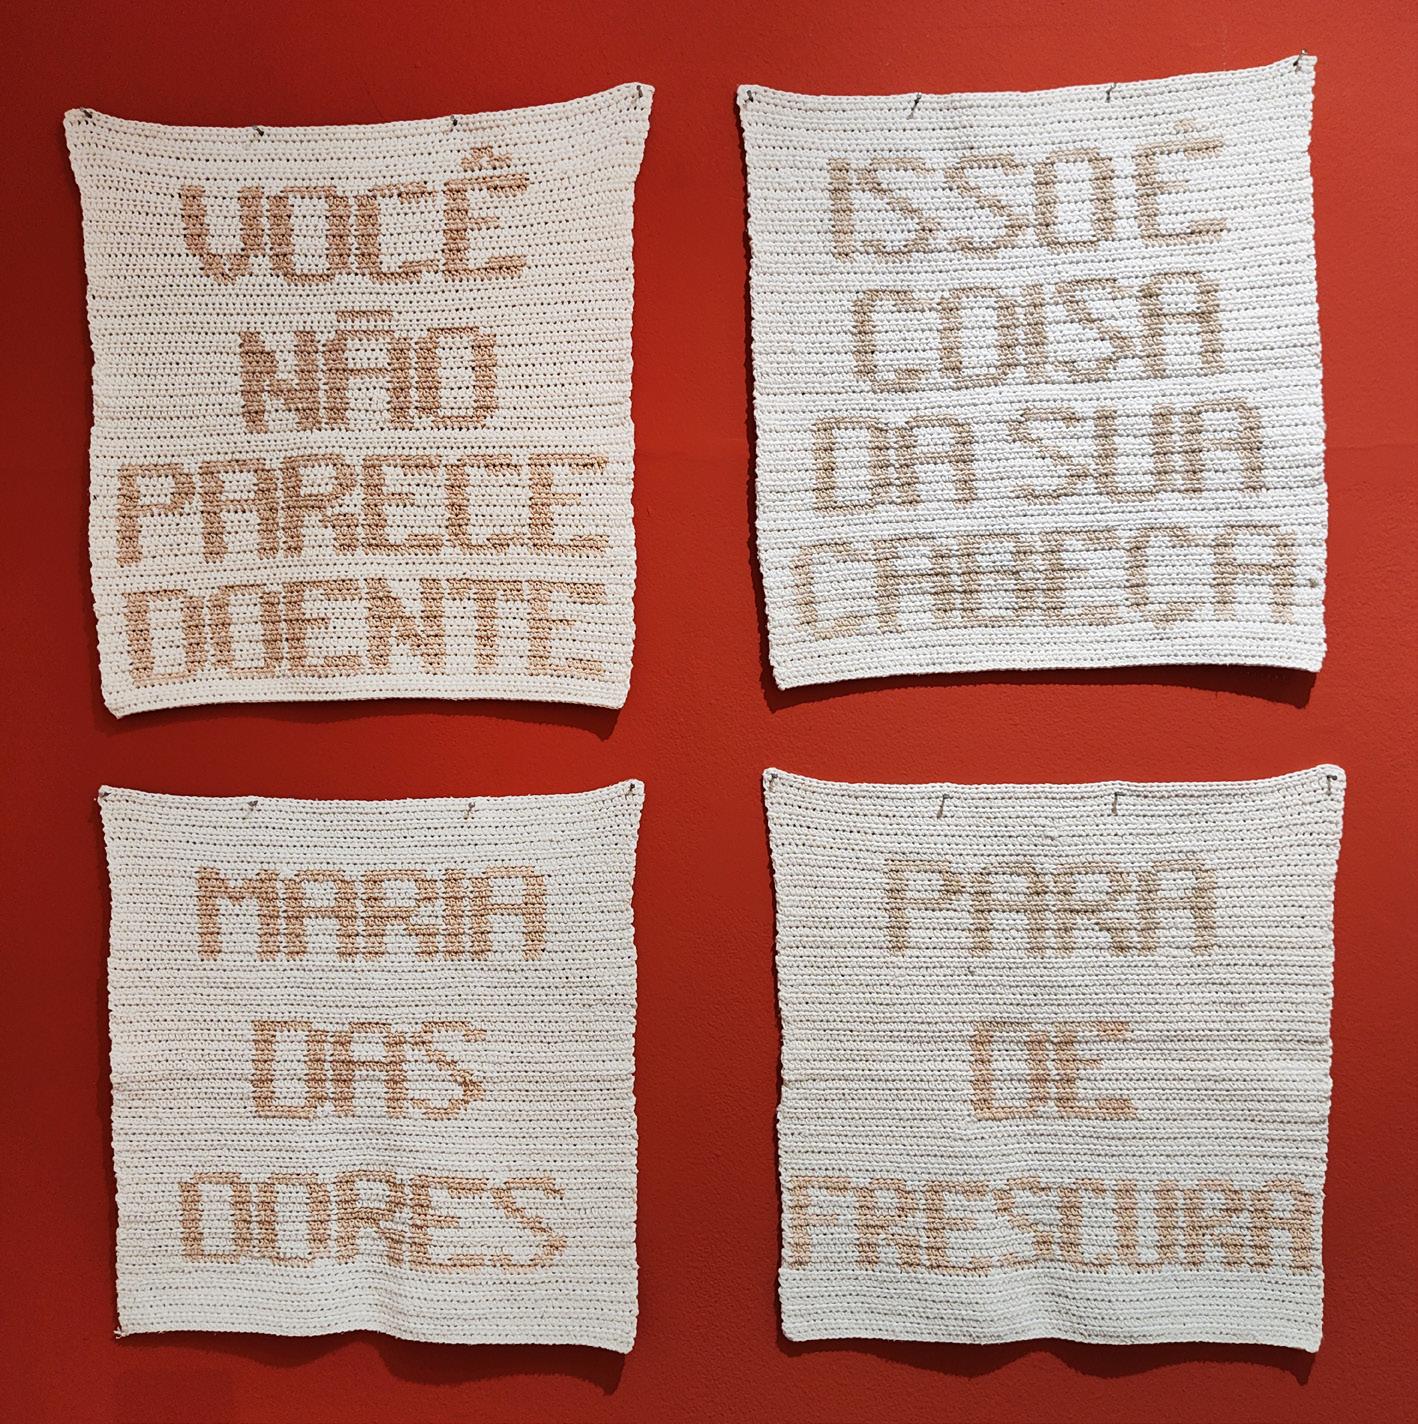 VOCÊ
NÃO
PARECE
DOENTE
ISSO É
COISA
DA SUA
CABEÇA
MARIA
DAS
DORES
PARA
DE
FRESCURA